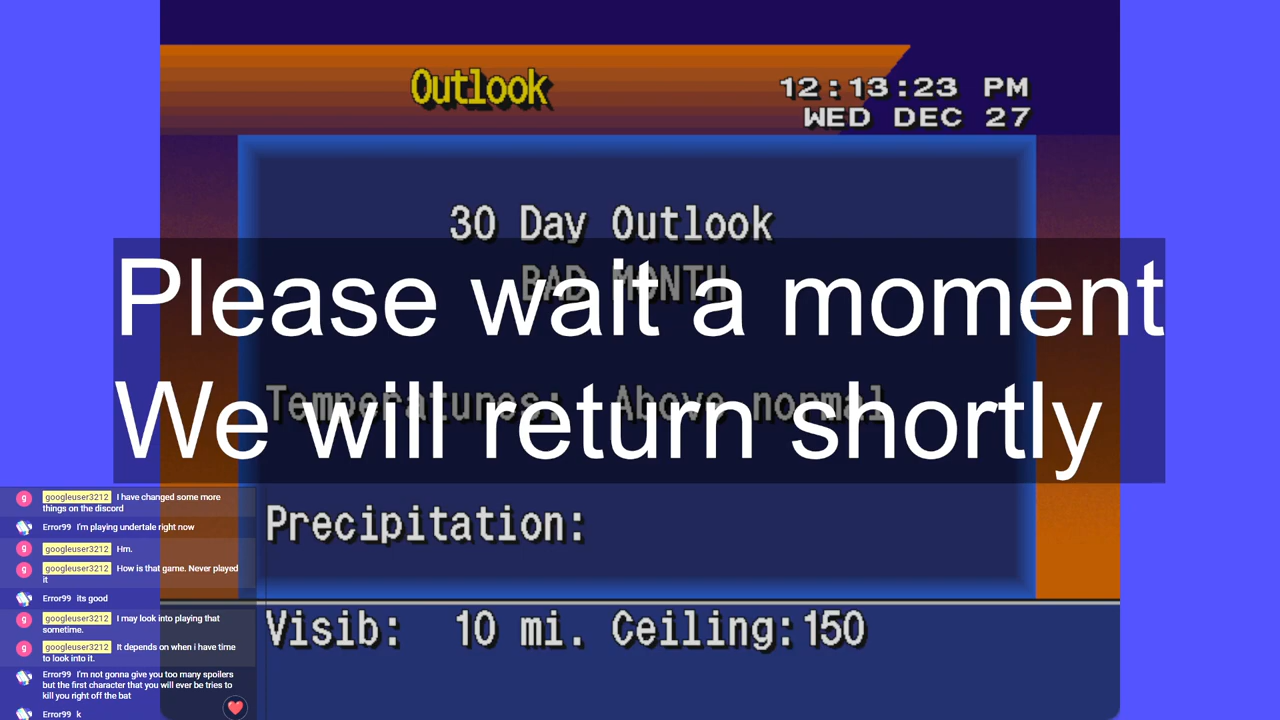 Outlook
12:13:23 PM
WED DEC 27
30 Day Outlook
BAD MONTH
Please wait a moment
Temperatures: Above normal
We will return shortly
Precipitation:
Visib: 10 mi. Ceiling:150
g googleuser3212 I have changed some more
things on the discord
Error99 I'm playing undertale right now
g googleuser3212 Hm.
g googleuser3212 How is that game. Never played
it
Error99 its good
g googleuser3212 I may look into playing that
sometime.
g googleuser3212 It depends on when i have time
to look into it.
Error99 I'm not gonna give you too many spoilers
but the first character that you will ever be tries to
kill you right off the bat
Error99 k